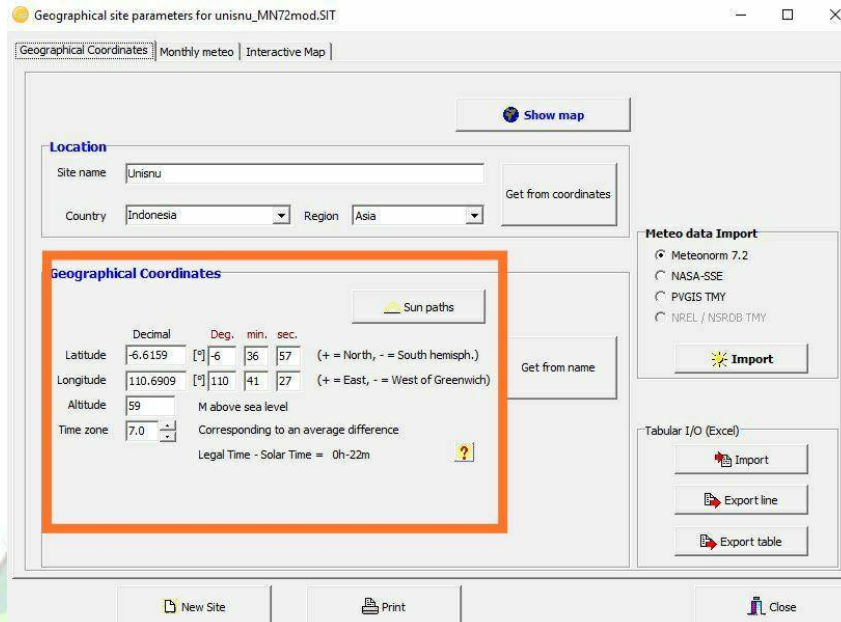 Geographical site parameters for unisnu_MN72mod.SIT
Geographical Coordinates Monthly meteo Interactive Map
Show map
Location
Site name Unisnu
Get from coordinates
Country Indonesia Region Asia
Meteo data Import
Meteonorm 7.2
NASA-SSE
PVGIS TMY
NREL / NSRDB TMY
Import
Geographical Coordinates
Sun paths
Decimal Deg. min. sec.
Latitude -6.6159 [°] -6 36 57 (+ = North, - = South hemisph.)
Longitude 110.6909 [°] 110 41 27 (+ = East, - = West of Greenwich)
Altitude 59 M above sea level
Time zone 7.0 Corresponding to an average difference
Legal Time - Solar Time = 0h-22m ?
Get from name
Tabular I/O (Excel)
Import
Export line
Export table
New Site Print Close